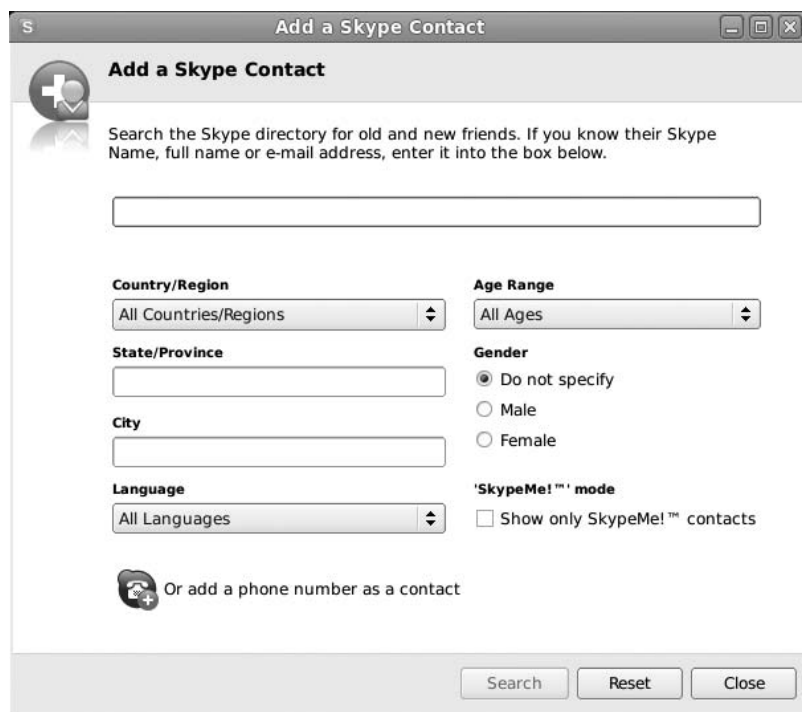 S
Add a Skype Contact
Add a Skype Contact
Search the Skype directory for old and new friends. If you know their Skype
Name, full name or e-mail address, enter it into the box below.
Country/Region
All Countries/Regions
State/Province
City
Language
All Languages
Age Range
All Ages
Gender
Do not specify
Male
Female
'SkypeMe!™' mode
Show only SkypeMe!™ contacts
Or add a phone number as a contact
Search
Reset
Close